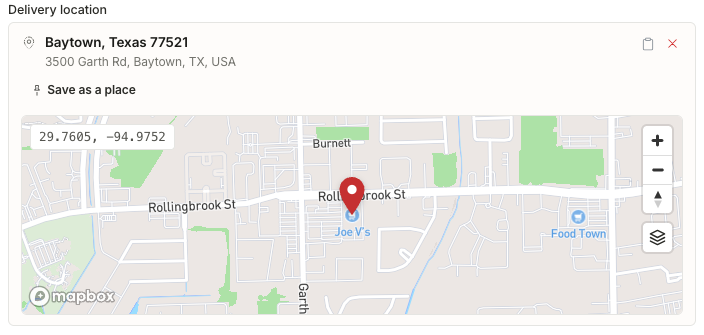 Delivery location
Baytown, Texas 77521
3500 Garth Rd, Baytown, TX, USA
Save as a place
29.7605, −94.9752
Burnett
Rollingbrook St
Rollingbrook St
Joe V's
Food Town
Garth
mapbox